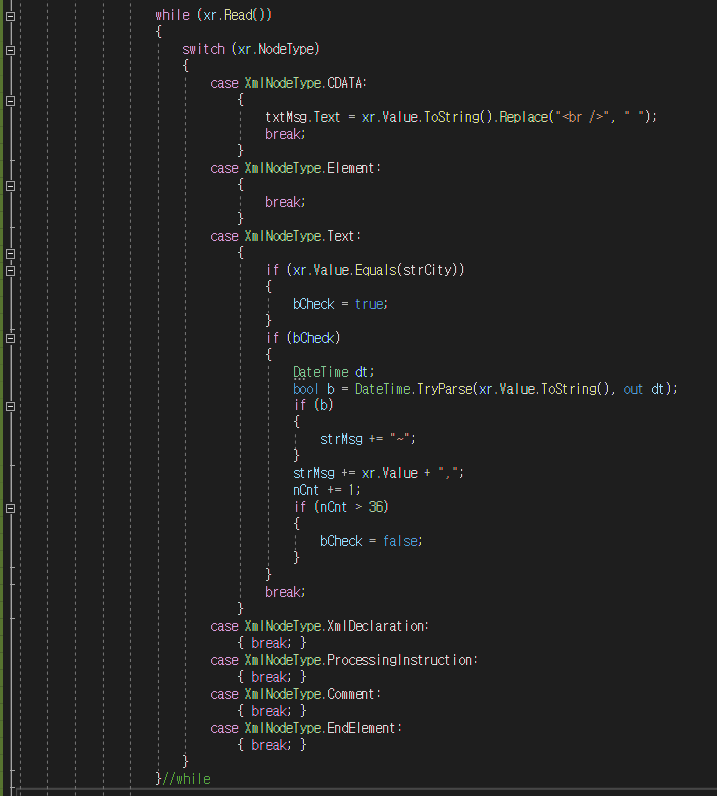 while (xr.Read())
{
switch (xr.NodeType)
{
case XmlNodeType.CDATA:
{
txtMsg.Text = xr.Value.ToString().Replace("<br />", " ");
break;
}
case XmlNodeType.Element:
{
break;
}
case XmlNodeType.Text:
{
if (xr.Value.Equals(strCity))
{
bCheck = true;
}
if (bCheck)
{
DateTime dt;
bool b = DateTime.TryParse(xr.Value.ToString(), out dt);
if (b)
{
strMsg += "~";
}
strMsg += xr.Value + ",";
nCnt += 1;
if (nCnt > 36)
{
bCheck = false;
}
}
break;
}
case XmlNodeType.XmlDeclaration:
{ break; }
case XmlNodeType.ProcessingInstruction:
{ break; }
case XmlNodeType.Comment:
{ break; }
case XmlNodeType.EndElement:
{ break; }
}
}//while